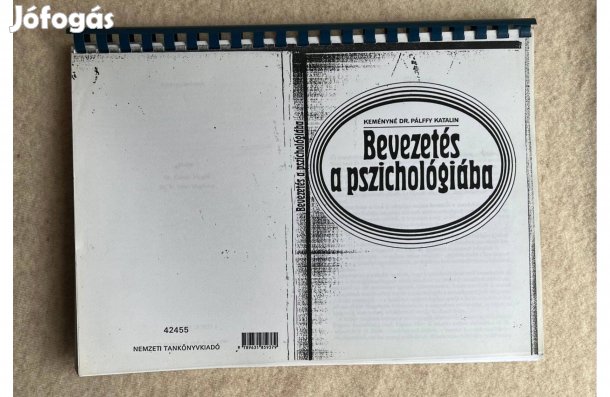 Jófogás
KEMÉNYNÉ DR. PÁLFFY KATALIN
Bevezetés
a pszichológiába
Bevezetés a pszichológiába
42455
NEMZETI TANKÖNYVKIADÓ